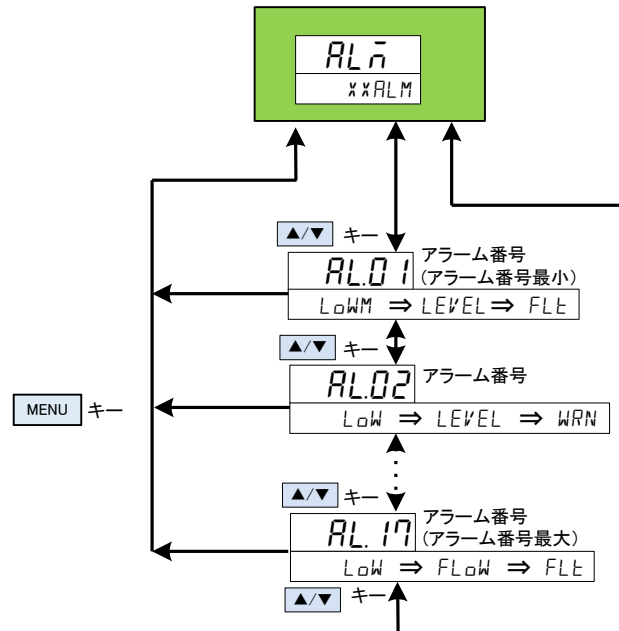 ALM
XXALM
▲/▼ キー
アラーム番号
AL.01 (アラーム番号最小)
LoWM ⇒ LEVEL ⇒ FLt
▲/▼ キー
AL.02 アラーム番号
LoW ⇒ LEVEL ⇒ WRN
MENU キー
▲/▼ キー
アラーム番号
AL.17 (アラーム番号最大)
LoW ⇒ FLoW ⇒ FLt
▲/▼ キー